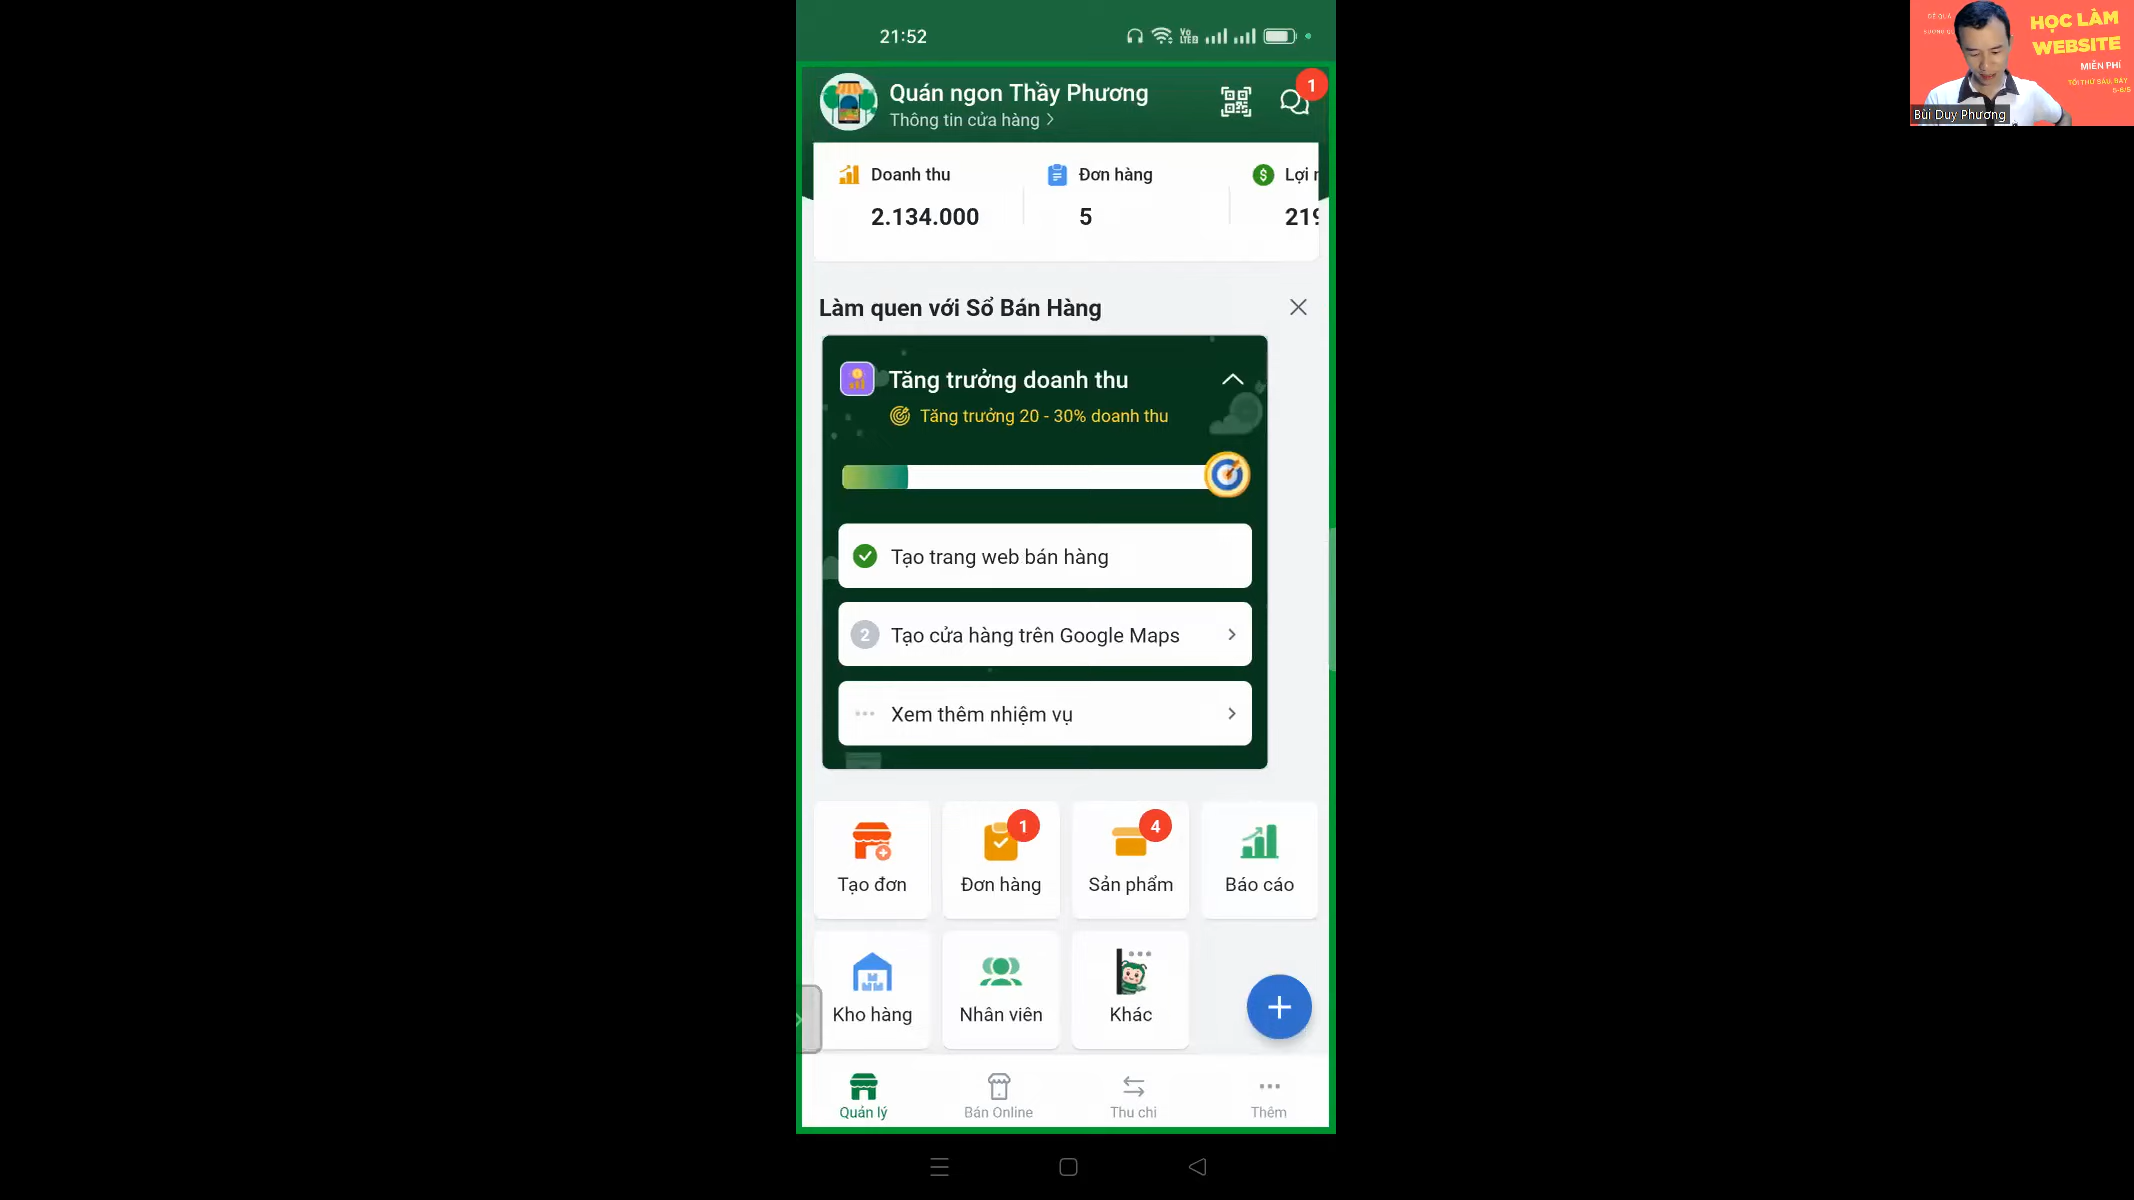 21:52
Quán ngon Thầy Phương
1
Thông tin cửa hàng
Doanh thu
Đơn hàng
Lợi
2.134.000
5
219
Làm quen với Sổ Bán Hàng
Tăng trưởng doanh thu
Tăng trưởng 20 - 30% doanh thu
Tạo trang web bán hàng
2 Tạo cửa hàng trên Google Maps
Xem thêm nhiệm vụ
1
4
Tạo đơn
Đơn hàng
Sản phẩm
Báo cáo
Kho hàng
Nhân viên
Khác
Quản lý
Bán Online
Thu chi
Thêm
HỌC LÀM
WEBSITE
MIỄN PHÍ
Bùi Duy Phương